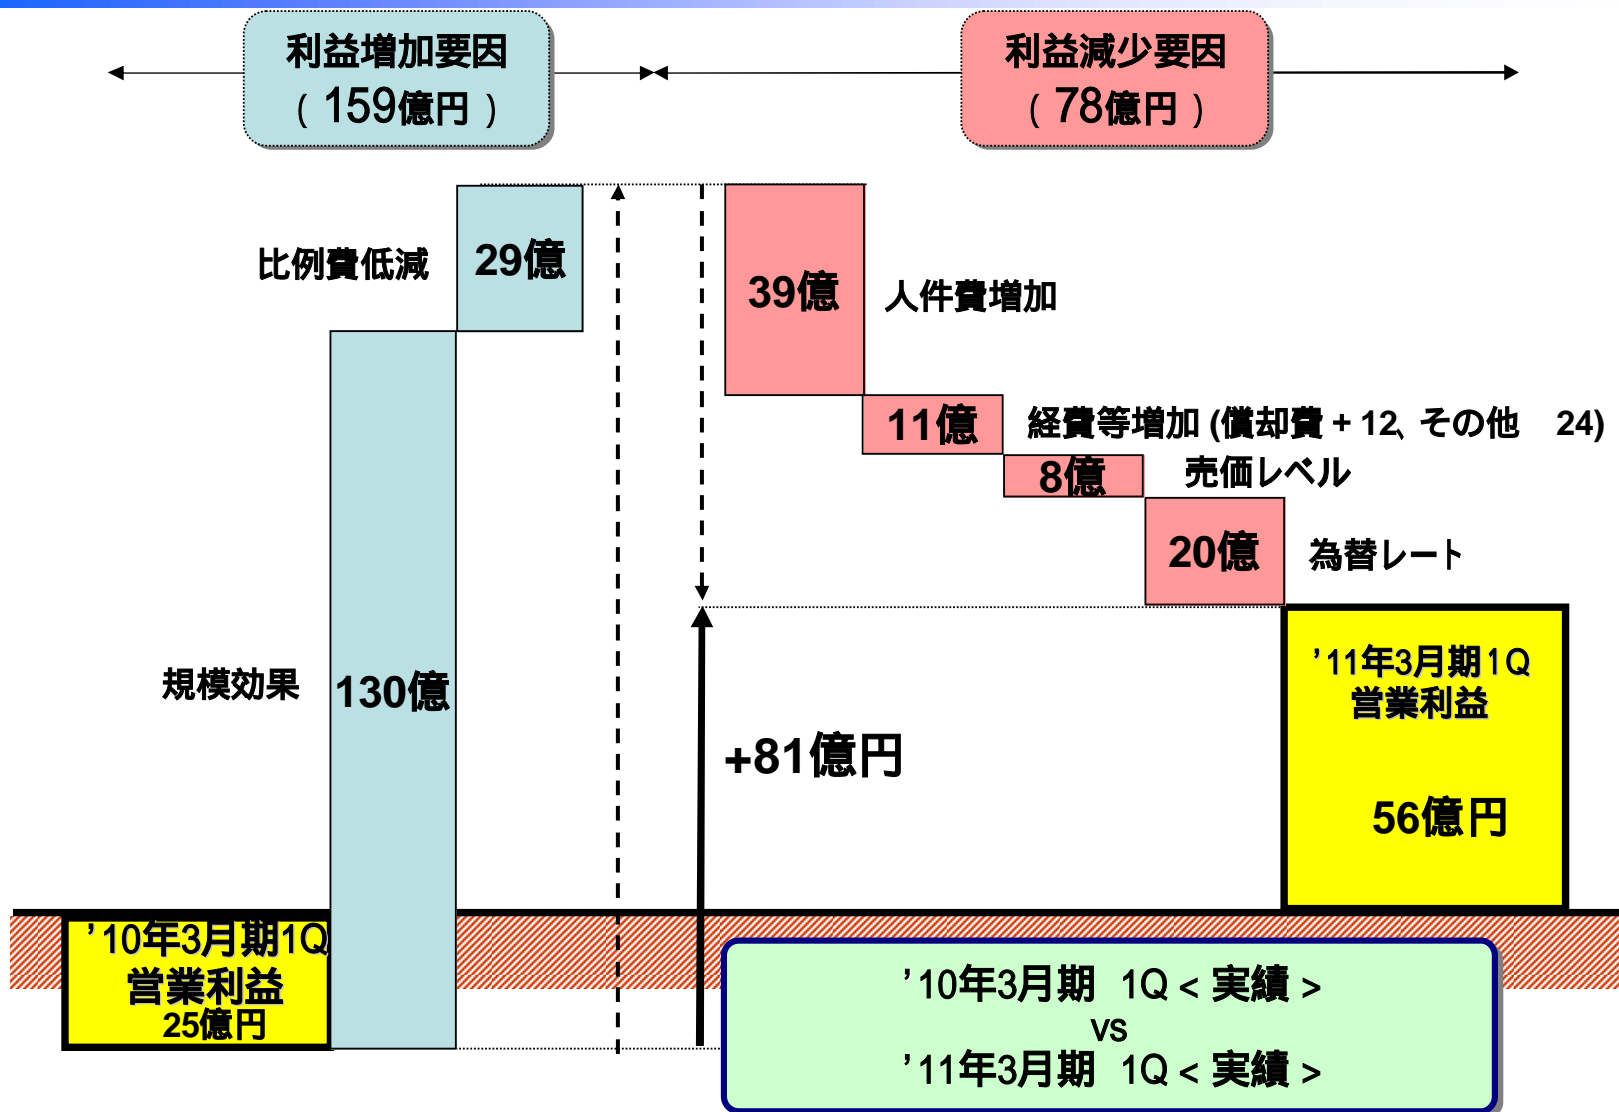 利益増加要因
( 159億円 )
利益減少要因
( 78億円 )
比例費低減
29億
39億
人件費増加
11億
経費等増加 (償却費 + 12、その他　24)
8億
売価レベル
20億
為替レート
規模効果
130億
+81億円
’11年3月期1Q
営業利益
56億円
’10年3月期1Q
営業利益
25億円
’10年3月期　1Q < 実績 >
VS
’11年3月期　1Q < 実績 >